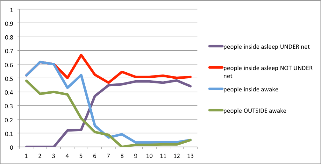 1
0.9
0.8
0.7
0.6
0.5
0.4
0.3
0.2
0.1
0
1 2 3 4 5 6 7 8 9 10 11 12 13
people inside asleep UNDER net
people inside asleep NOT UNDER
net
people inside awake
people OUTSIDE awake